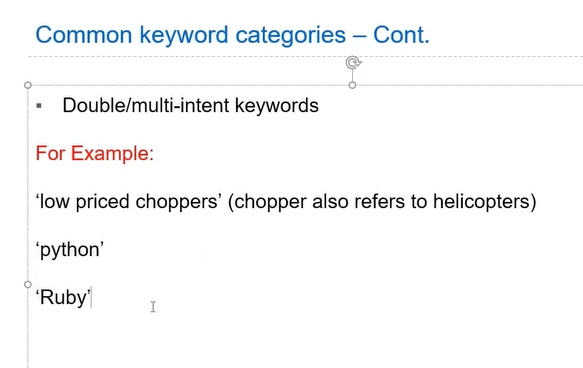 Common keyword categories – Cont.
▪ Double/multi-intent keywords
For Example:
‘low priced choppers’ (chopper also refers to helicopters)
‘python’
‘Ruby’